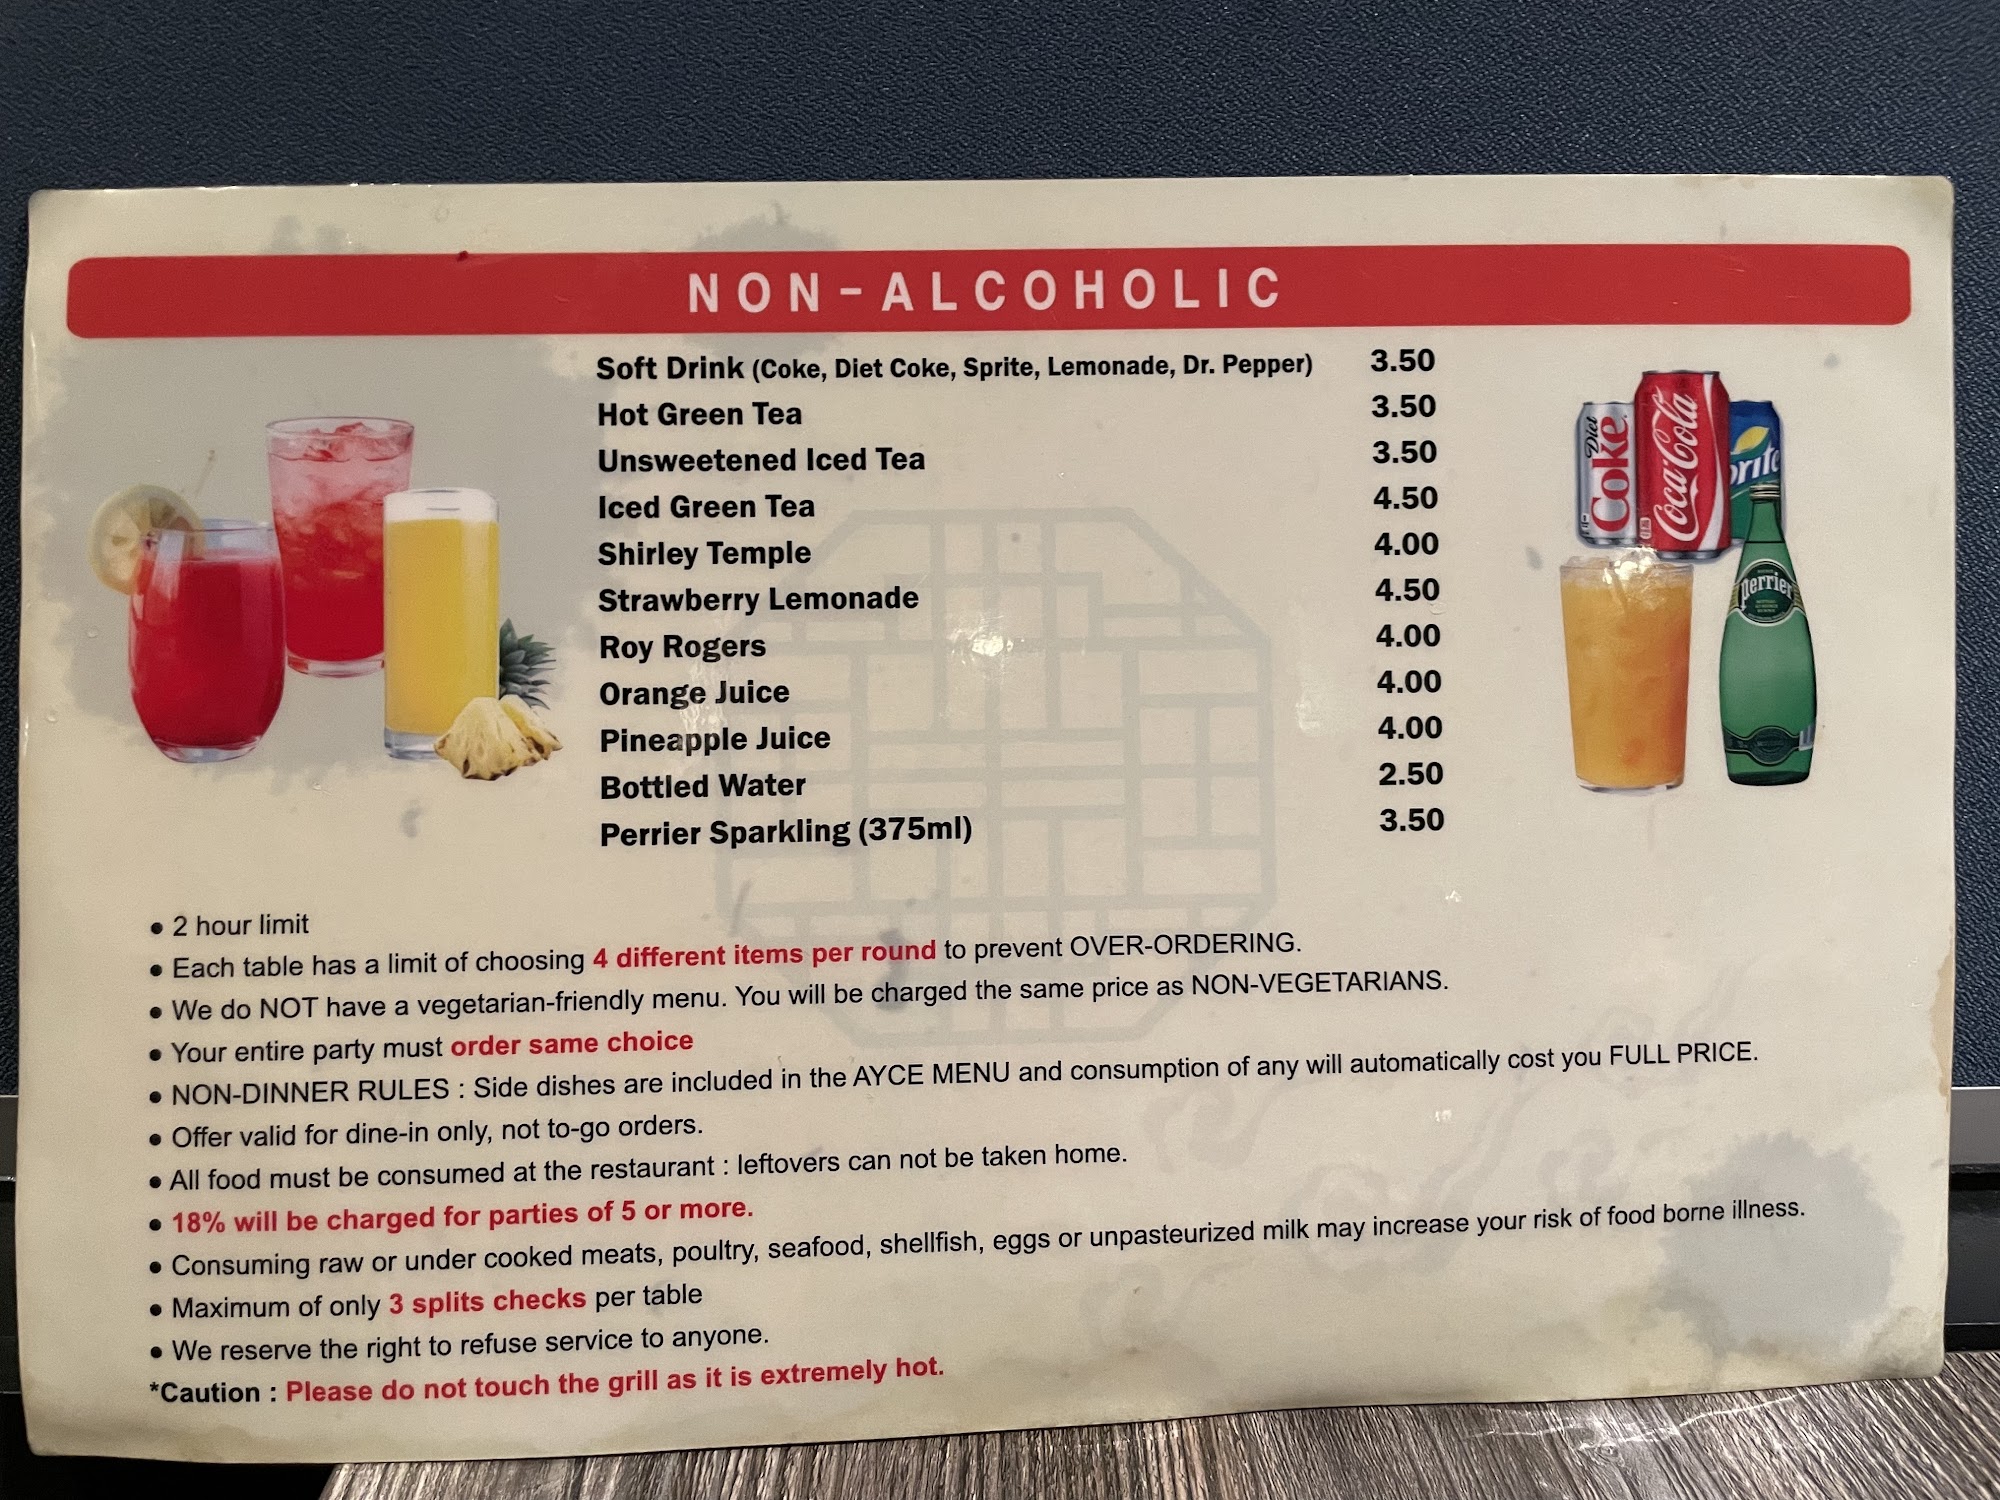 NON-ALCOHOLIC
Soft Drink (Coke, Diet Coke, Sprite, Lemonade, Dr. Pepper) 3.50
Hot Green Tea 3.50
Unsweetened Iced Tea 3.50
Iced Green Tea 4.50
Shirley Temple 4.00
Strawberry Lemonade 4.50
Roy Rogers 4.00
Orange Juice 4.00
Pineapple Juice 4.00
Bottled Water 2.50
Perrier Sparkling (375ml) 3.50
Diet Coke
Coca-Cola
Sprite
Perrier
● 2 hour limit
● Each table has a limit of choosing 4 different items per round to prevent OVER-ORDERING.
● We do NOT have a vegetarian-friendly menu. You will be charged the same price as NON-VEGETARIANS.
● Your entire party must order same choice
● NON-DINNER RULES : Side dishes are included in the AYCE MENU and consumption of any will automatically cost you FULL PRICE.
● Offer valid for dine-in only, not to-go orders.
● All food must be consumed at the restaurant : leftovers can not be taken home.
● 18% will be charged for parties of 5 or more.
● Consuming raw or under cooked meats, poultry, seafood, shellfish, eggs or unpasteurized milk may increase your risk of food borne illness.
● Maximum of only 3 splits checks per table
● We reserve the right to refuse service to anyone.
*Caution : Please do not touch the grill as it is extremely hot.